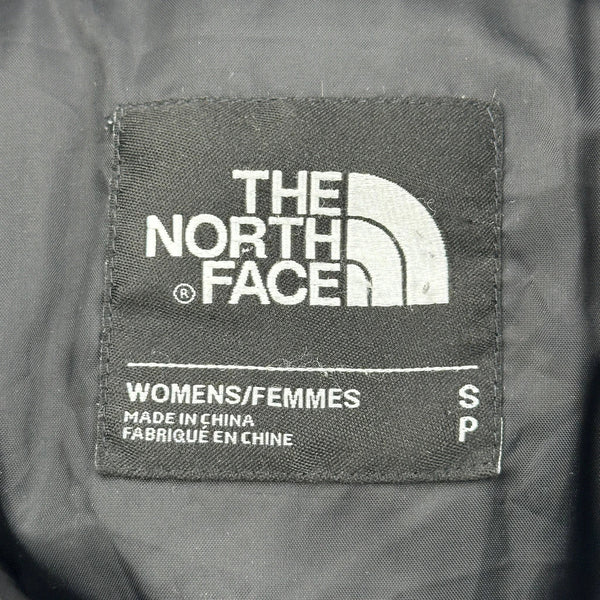 THE
NORTH
® FACE
WOMENS/FEMMES S
MADE IN CHINA
FABRIQUÉ EN CHINE P